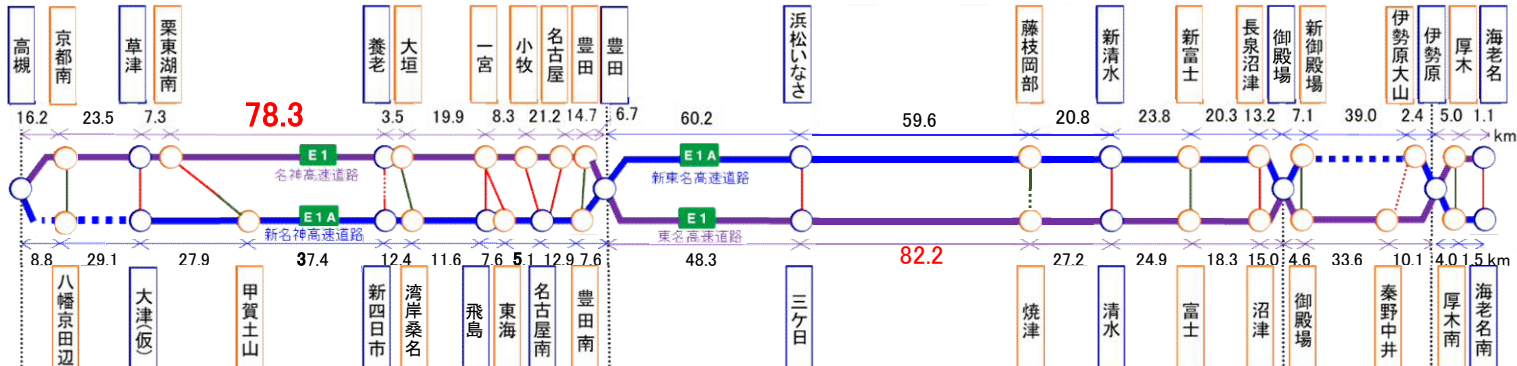 高槻
京都南
草津
栗東湖南
養老
大垣
一宮
小牧
名古屋
豊田
豊田
浜松いなさ
藤枝岡部
新清水
新富士
長泉沼津
御殿場
新御殿場
伊勢原大山
伊勢原
厚木
海老名
16.2 23.5 7.3 78.3 3.5 19.9 8.3 21.2 14.7 6.7 60.2 59.6 20.8 23.8 20.3 13.2 7.1 39.0 2.4 5.0 1.1 km
E1
名神高速道路
E1A
新東名高速道路
E1A
新名神高速道路
E1
東名高速道路
8.8 29.1 27.9 37.4 12.4 11.6 7.6 5.1 12.9 7.6 48.3 82.2 27.2 24.9 18.3 15.0 4.6 33.6 10.1 4.0 1.5 km
八幡京田辺
大津(仮)
甲賀土山
新四日市
湾岸桑名
飛島
東海
名古屋南
豊田南
三ケ日
焼津
清水
富士
沼津
御殿場
秦野中井
厚木南
海老名南